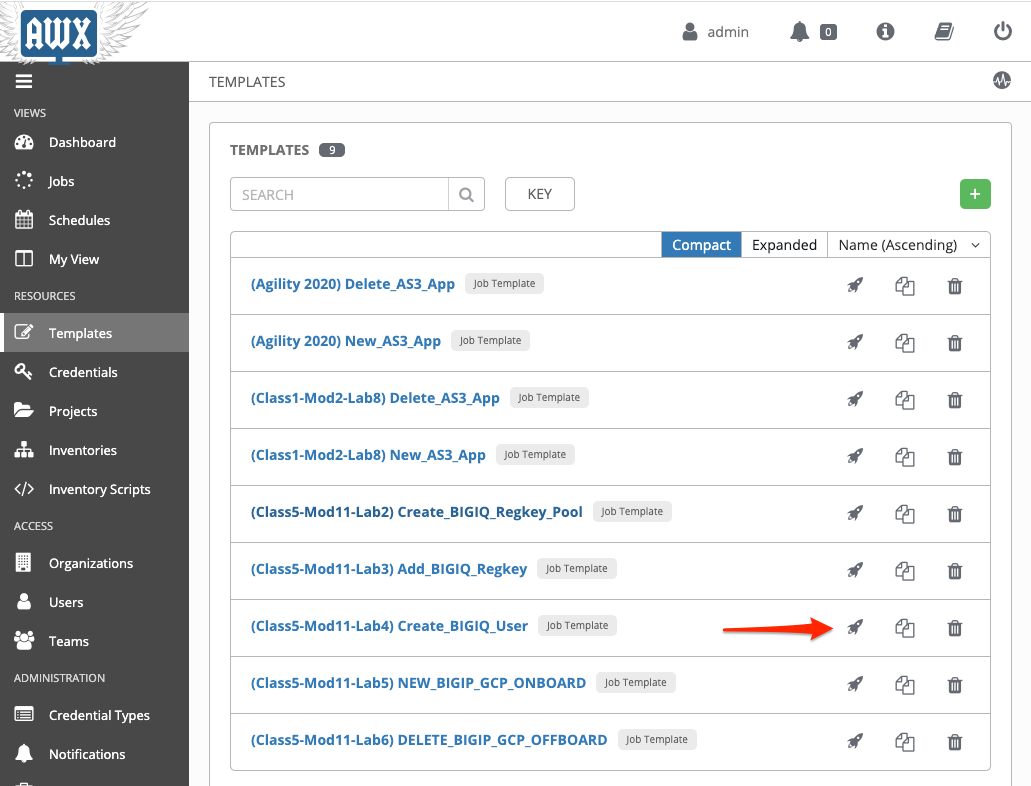 AWX
admin
0
TEMPLATES
VIEWS
Dashboard
Jobs
Schedules
My View
RESOURCES
Templates
Credentials
Projects
Inventories
Inventory Scripts
ACCESS
Organizations
Users
Teams
ADMINISTRATION
Credential Types
Notifications
TEMPLATES 9
SEARCH KEY +
Compact Expanded Name (Ascending)
(Agility 2020) Delete_AS3_App Job Template
(Agility 2020) New_AS3_App Job Template
(Class1-Mod2-Lab8) Delete_AS3_App Job Template
(Class1-Mod2-Lab8) New_AS3_App Job Template
(Class5-Mod11-Lab2) Create_BIGIQ_Regkey_Pool Job Template
(Class5-Mod11-Lab3) Add_BIGIQ_Regkey Job Template
(Class5-Mod11-Lab4) Create_BIGIQ_User Job Template
(Class5-Mod11-Lab5) NEW_BIGIP_GCP_ONBOARD Job Template
(Class5-Mod11-Lab6) DELETE_BIGIP_GCP_OFFBOARD Job Template